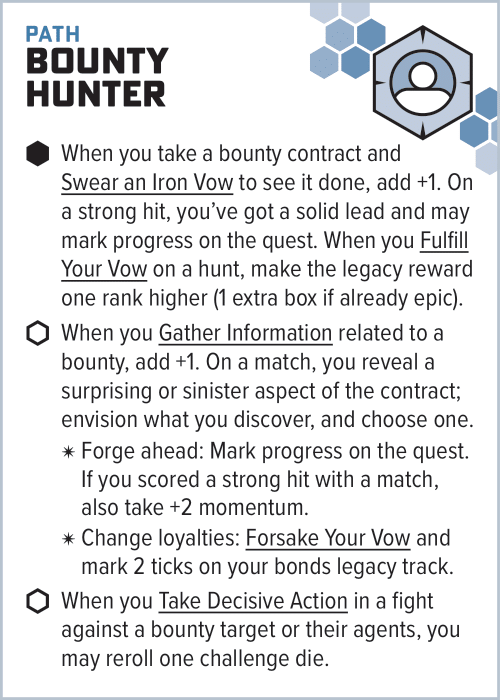 PATH
BOUNTY
HUNTER
When you take a bounty contract and
Swear an Iron Vow to see it done, add +1. On
a strong hit, you’ve got a solid lead and may
mark progress on the quest. When you Fulfill
Your Vow on a hunt, make the legacy reward
one rank higher (1 extra box if already epic).
When you Gather Information related to a
bounty, add +1. On a match, you reveal a
surprising or sinister aspect of the contract;
envision what you discover, and choose one.
✴ Forge ahead: Mark progress on the quest.
If you scored a strong hit with a match,
also take +2 momentum.
✴ Change loyalties: Forsake Your Vow and
mark 2 ticks on your bonds legacy track.
When you Take Decisive Action in a fight
against a bounty target or their agents, you
may reroll one challenge die.